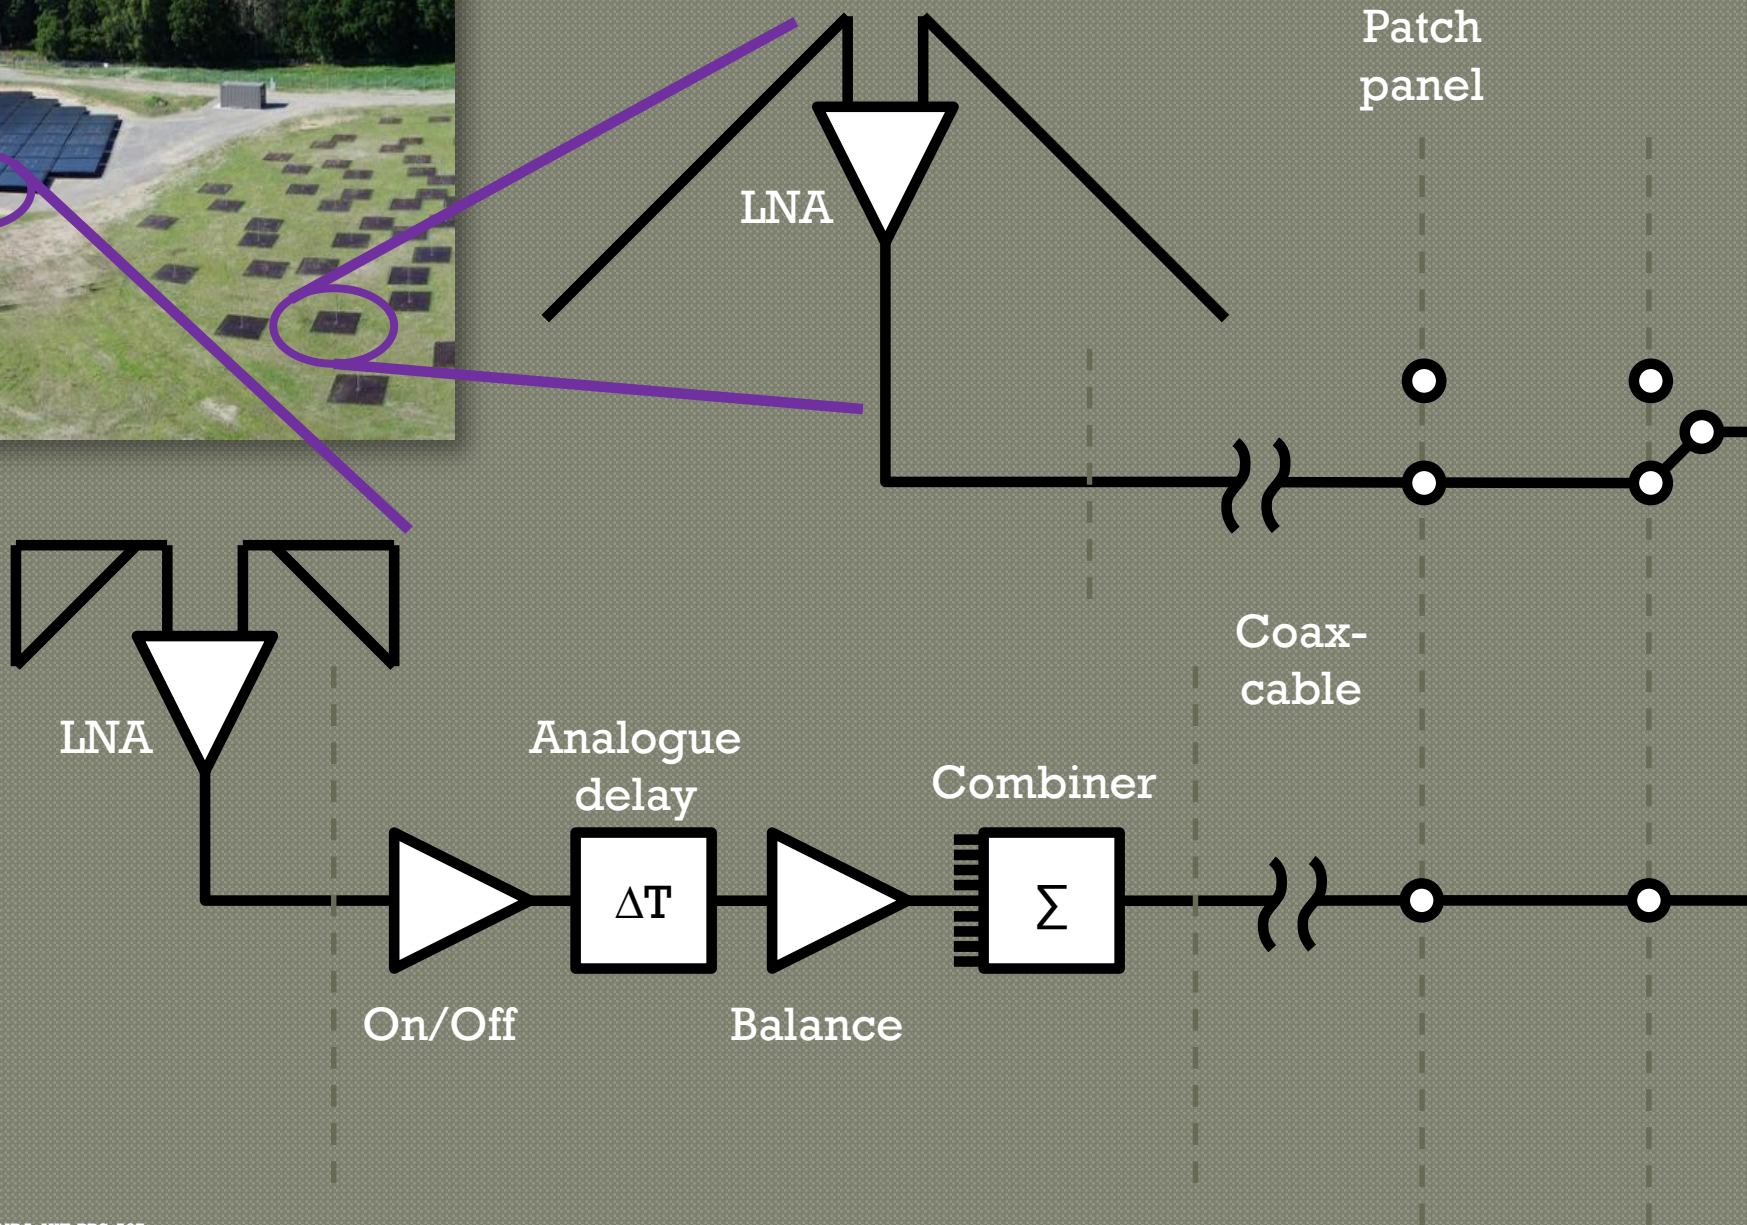 Patch
panel
LNA
Coax-
cable
LNA
Analogue
delay
Combiner
ΔT
Σ
On/Off
Balance